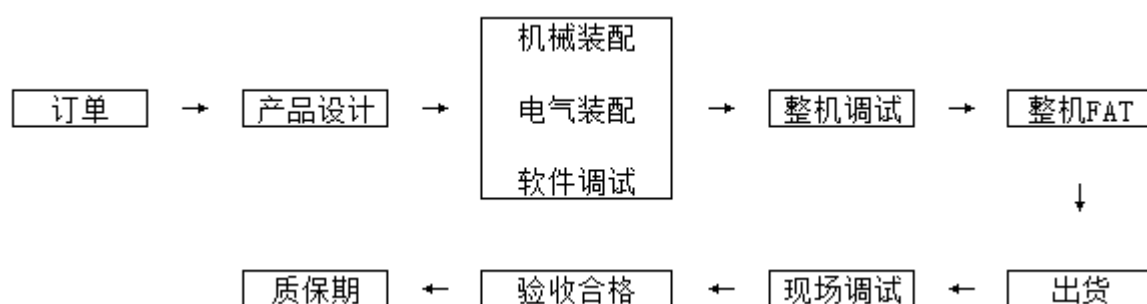 订单
产品设计
机械装配
电气装配
软件调试
整机调试
整机FAT
出货
现场调试
验收合格
质保期